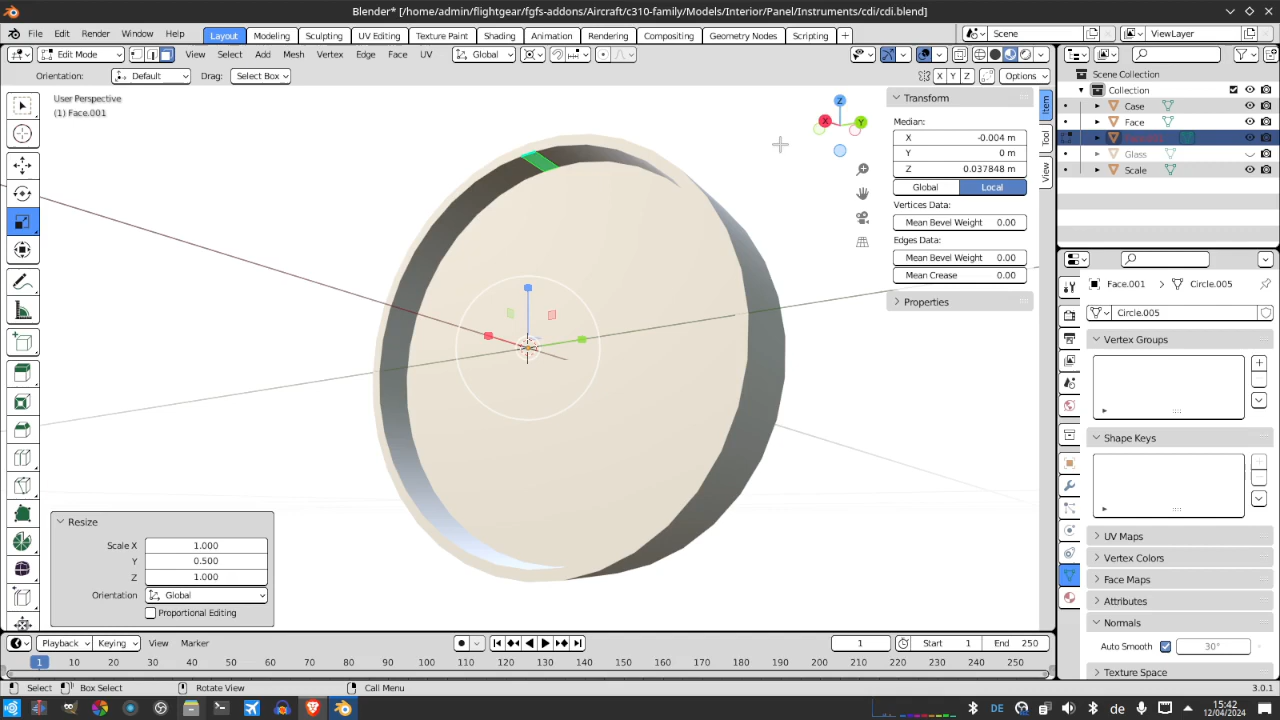 Blender* [/home/admin/flightgear/fgfs-addons/Aircraft/c310-family/Models/Interior/Panel/Instruments/cdi/cdi.blend]
File Edit Render Window Help Layout Modeling Sculpting UV Editing Texture Paint Shading Animation Rendering Compositing Geometry Nodes Scripting + Scene ViewLayer
Edit Mode View Select Add Mesh Vertex Edge Face UV Global
Orientation: Default Drag: Select Box X Y Z Options
Scene Collection
Collection
Case
Face
Glass
Scale
User Perspective
(1) Face.001
Z
X
Y
Transform
Median:
X -0.004 m
Y 0 m
Z 0.037848 m
Global Local
Vertices Data:
Mean Bevel Weight 0.00
Edges Data:
Mean Bevel Weight 0.00
Mean Crease 0.00
Properties
Item
Tool
View
Resize
Scale X 1.000
Y 0.500
Z 1.000
Orientation Global
Proportional Editing
Face.001 Circle.005
Circle.005
Vertex Groups
Shape Keys
UV Maps
Vertex Colors
Face Maps
Attributes
Normals
Auto Smooth 30°
Texture Space
Playback Keying View Marker 1 Start 1 End 250
1 10 20 30 40 50 60 70 80 90 100 110 120 130 140 150 160 170 180 190 200 210 220 230 240 250
Select Box Select Rotate View Call Menu 3.0.1
DE de 15:42
12/04/2024